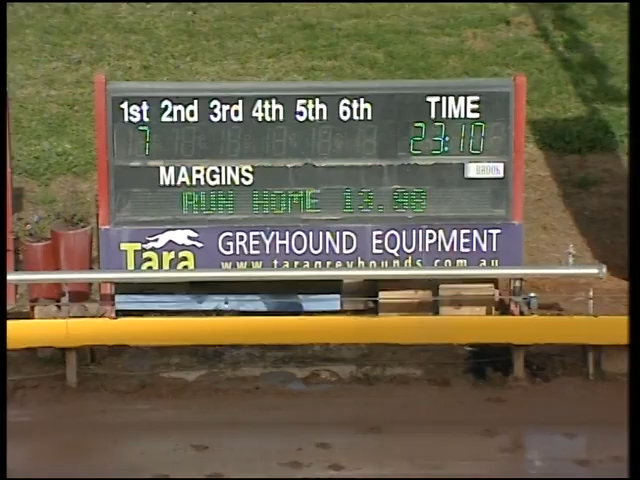 1st 2nd 3rd 4th 5th 6th TIME
7 23:10
MARGINS
RUN HOME 13.98
Tara GREYHOUND EQUIPMENT
www.taragreyhounds.com.au